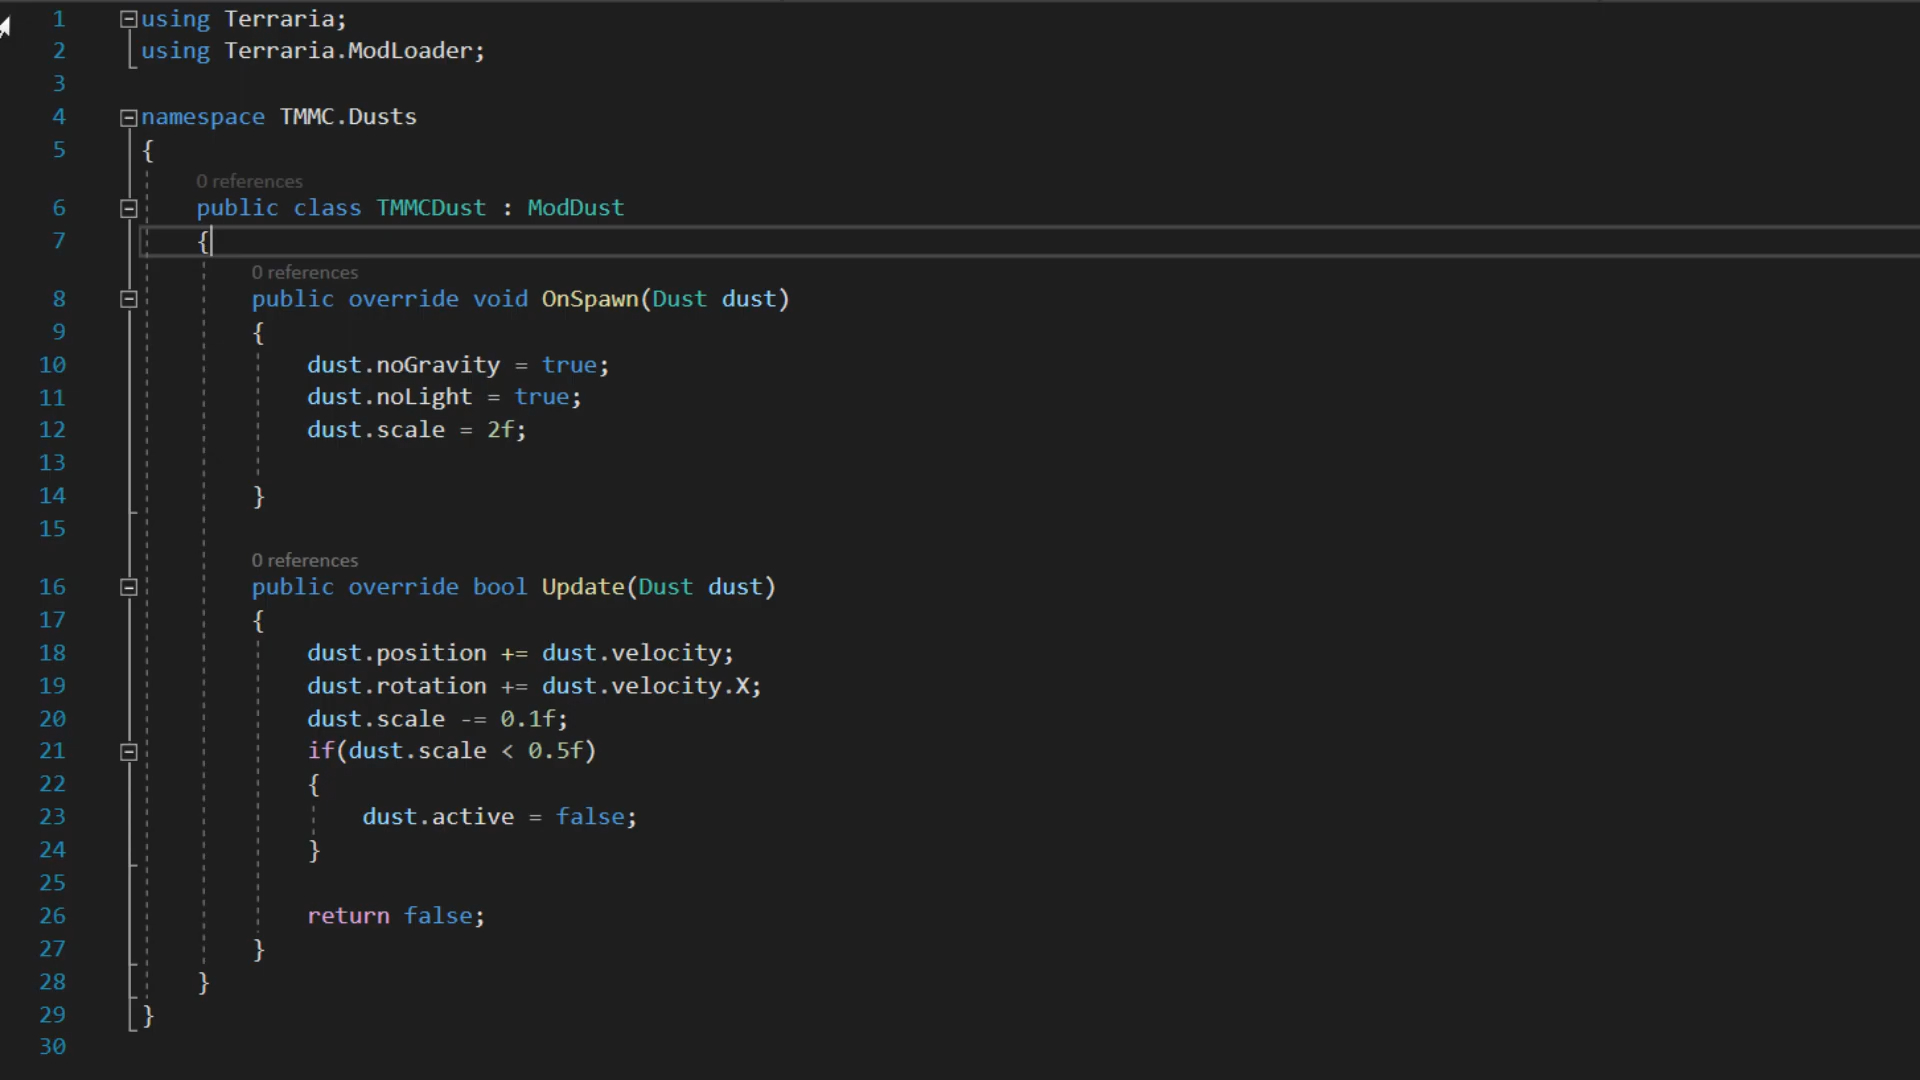 1 using Terraria;
2 using Terraria.ModLoader;
3
4 namespace TMMC.Dusts
5 {
0 references
6 public class TMMCDust : ModDust
7 {
0 references
8 public override void OnSpawn(Dust dust)
9 {
10 dust.noGravity = true;
11 dust.noLight = true;
12 dust.scale = 2f;
13
14 }
15
0 references
16 public override bool Update(Dust dust)
17 {
18 dust.position += dust.velocity;
19 dust.rotation += dust.velocity.X;
20 dust.scale -= 0.1f;
21 if(dust.scale < 0.5f)
22 {
23 dust.active = false;
24 }
25
26 return false;
27 }
28 }
29 }
30